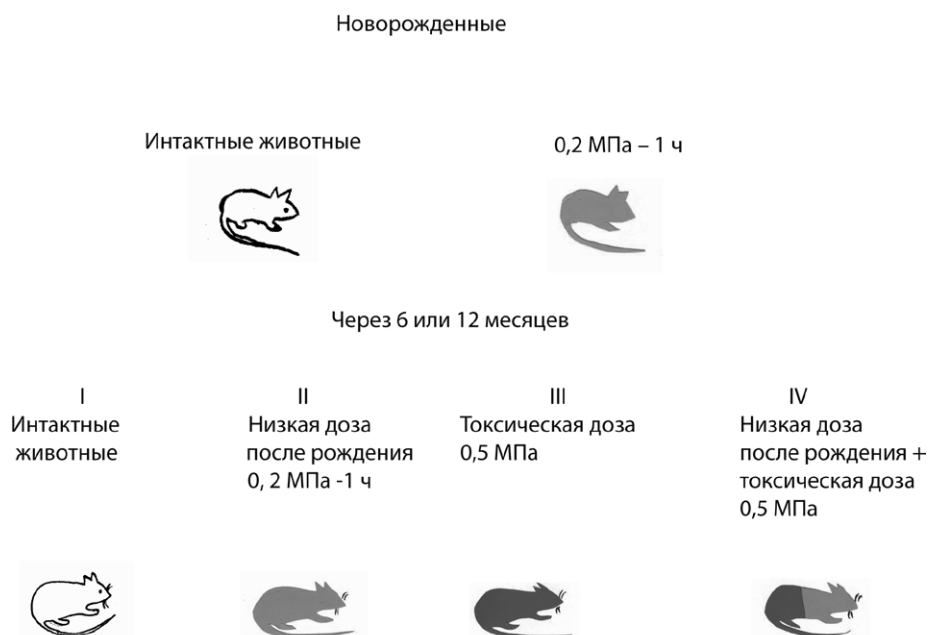 Новорожденные
Интактные животные
0,2 МПа – 1 ч
Через 6 или 12 месяцев
I
Интактные
животные
II
Низкая доза
после рождения
0, 2 МПа -1 ч
III
Токсическая доза
0,5 МПа
IV
Низкая доза
после рождения +
токсическая доза
0,5 МПа